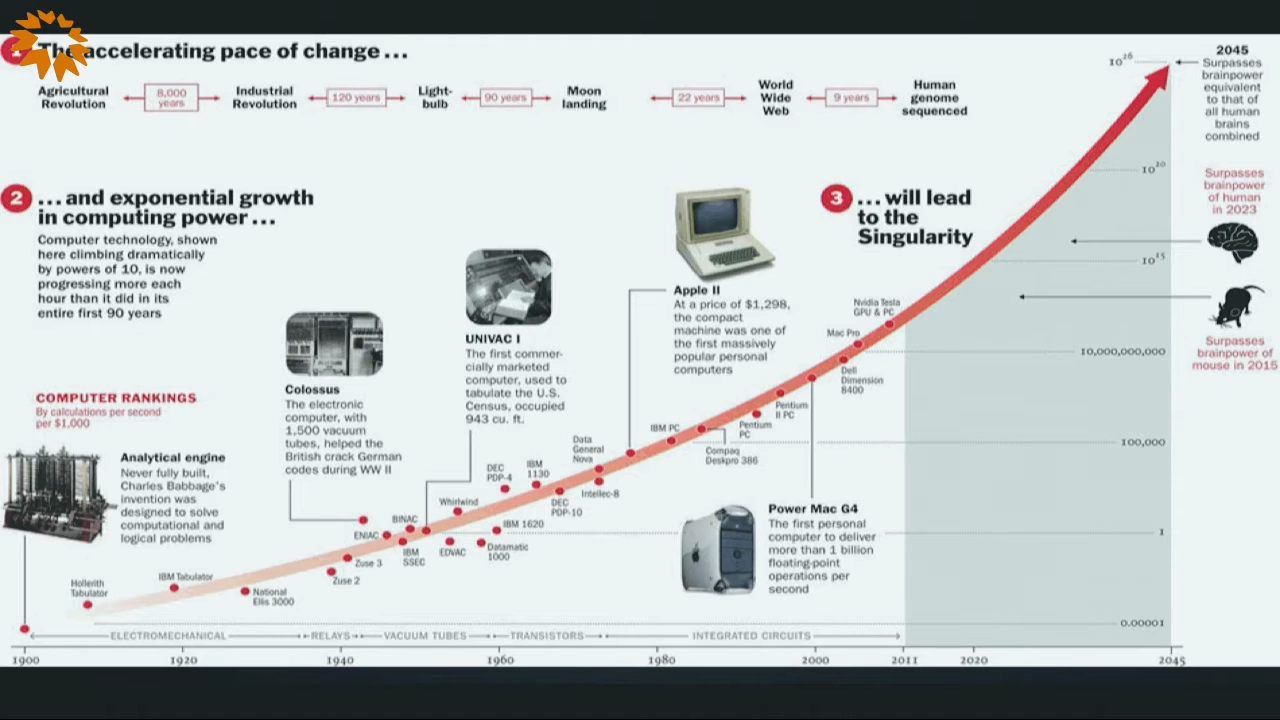 1 The accelerating pace of change ...
Agricultural
Revolution
8,000
years
Industrial
Revolution
120 years
Light-
bulb
90 years
Moon
landing
22 years
World
Wide
Web
9 years
Human
genome
sequenced
2 ...and exponential growth
in computing power...
Computer technology, shown
here climbing dramatically
by powers of 10, is now
progressing more each
hour than it did in its
entire first 90 years
COMPUTER RANKINGS
By calculations per second
per $1,000
Analytical engine
Never fully built,
Charles Babbage's
invention was
designed to solve
computational and
logical problems
Colossus
The electronic
computer, with
1,500 vacuum
tubes, helped the
British crack German
codes during WW II
UNIVAC I
The first commer-
cially marketed
computer, used to
tabulate the U.S.
Census, occupied
943 cu. ft.
Apple II
At a price of $1,298,
the compact
machine was one of
the first massively
popular personal
computers
Power Mac G4
The first personal
computer to deliver
more than 1 billion
floating-point
operations per
second
3 ...will lead
to the
Singularity
2045
Surpasses
brainpower
equivalent
to that of
all human
brains
combined
Surpasses
brainpower
of human
in 2023
Surpasses
brainpower of
mouse in 2015
Hollerith
Tabulator
IBM Tabulator
National
Ellis 3000
Zuse 2
Zuse 3
ENIAC
BINAC
IBM
SSEC
Whirlwind
EDVAC
Datamatic
1000
IBM 1620
DEC
PDP-4
IBM
1130
DEC
PDP-10
Data
General
Nova
Intellec-8
IBM PC
Compaq
Deskpro 386
Pentium
PC
Pentium
II PC
Dell
Dimension
8400
Mac Pro
Nvidia Tesla
GPU & PC
10²⁶
10²⁰
10¹⁵
10,000,000,000
100,000
1
0.00001
ELECTROMECHANICAL
RELAYS
VACUUM TUBES
TRANSISTORS
INTEGRATED CIRCUITS
1900
1920
1940
1960
1980
2000
2011
2020
2045